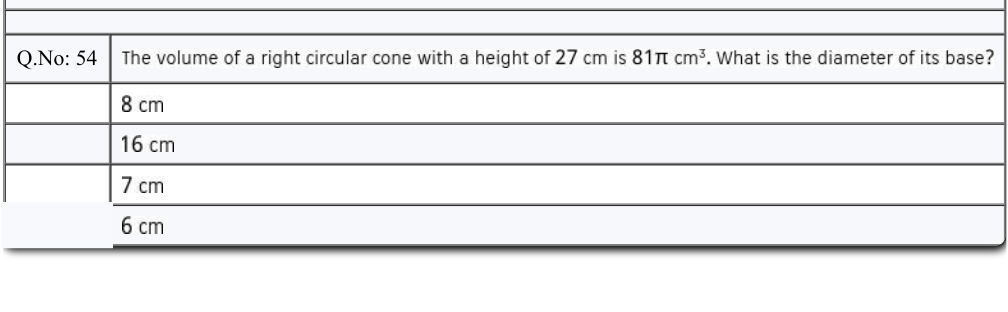 Q.No: 54 The volume of a right circular cone with a height of 27 cm is 81π cm³. What is the diameter of its base?
8 cm
16 cm
7 cm
6 cm